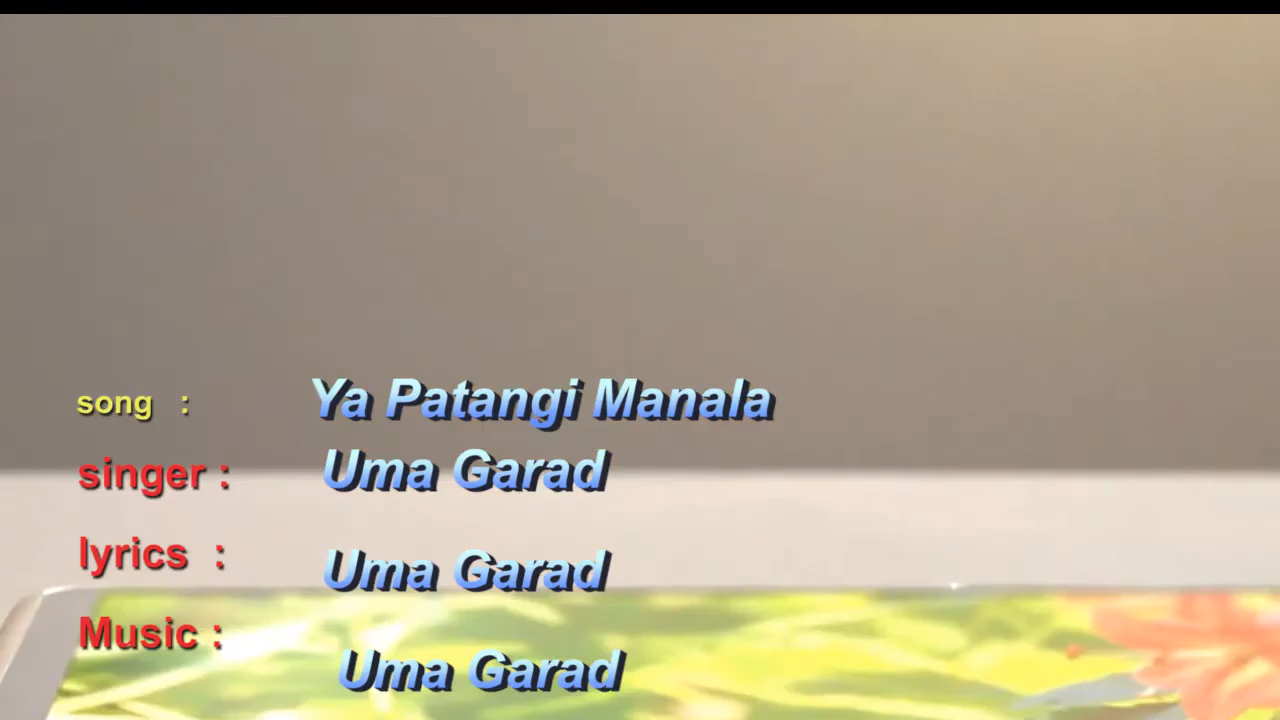 song : Ya Patangi Manala
singer : Uma Garad
lyrics : Uma Garad
Music : Uma Garad